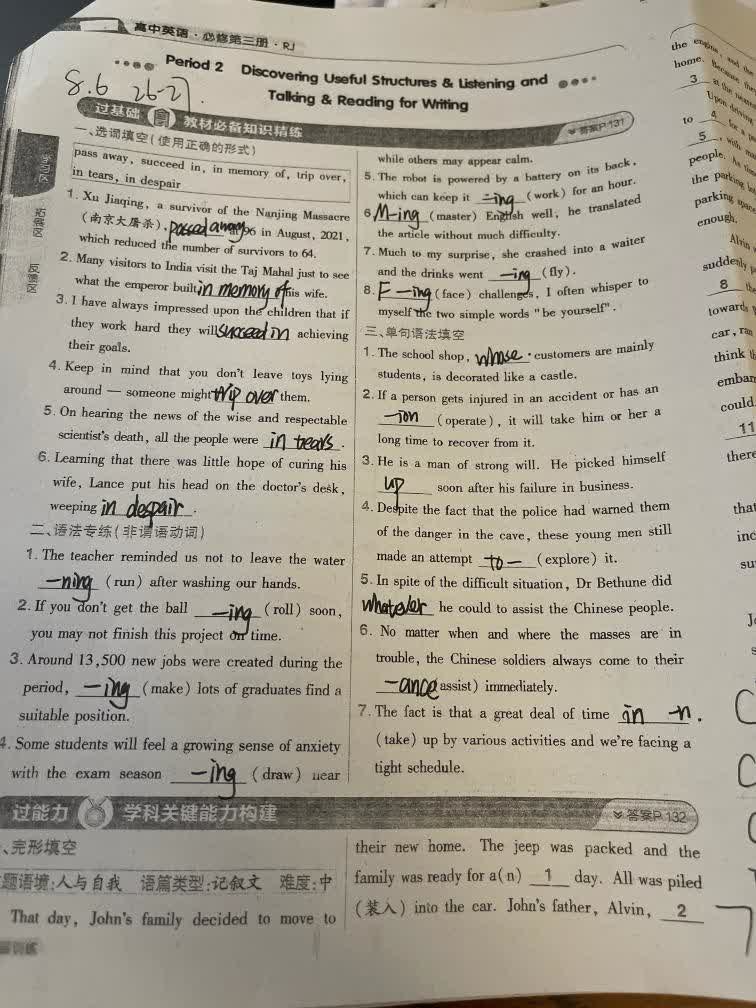 高中英语·必修第三册·RJ
Period 2 Discovering Useful Structures & Listening and
Talking & Reading for Writing
8.6 26-27.
过基础 教材必备知识精练
答案P.131
学习区
拓展区
反馈区
一、选词填空(使用正确的形式)
pass away, succeed in, in memory of, trip over,
in tears, in despair
1. Xu Jiaqing, a survivor of the Nanjing Massacre
(南京大屠杀), passed away 96 in August, 2021,
which reduced the number of survivors to 64.
2. Many visitors to India visit the Taj Mahal just to see
what the emperor built in memory of his wife.
3. I have always impressed upon the children that if
they work hard they will succeed in achieving
their goals.
4. Keep in mind that you don't leave toys lying
around — someone might trip over them.
5. On hearing the news of the wise and respectable
scientist's death, all the people were in tears.
6. Learning that there was little hope of curing his
wife, Lance put his head on the doctor's desk,
weeping in despair.
二、语法专练(非谓语动词)
1. The teacher reminded us not to leave the water
-ning (run) after washing our hands.
2. If you don't get the ball -ing (roll) soon,
you may not finish this project on time.
3. Around 13,500 new jobs were created during the
period, -ing (make) lots of graduates find a
suitable position.
4. Some students will feel a growing sense of anxiety
with the exam season -ing (draw) near
while others may appear calm.
5. The robot is powered by a battery on its back,
which can keep it -ing (work) for an hour.
6. M-ing (master) English well, he translated
the article without much difficulty.
7. Much to my surprise, she crashed into a waiter
and the drinks went -ing (fly).
8. F-ing (face) challenges, I often whisper to
myself the two simple words "be yourself".
三、单句语法填空
1. The school shop, whose customers are mainly
students, is decorated like a castle.
2. If a person gets injured in an accident or has an
-ion (operate), it will take him or her a
long time to recover from it.
3. He is a man of strong will. He picked himself
up soon after his failure in business.
4. Despite the fact that the police had warned them
of the danger in the cave, these young men still
made an attempt to- (explore) it.
5. In spite of the difficult situation, Dr Bethune did
whatever he could to assist the Chinese people.
6. No matter when and where the masses are in
trouble, the Chinese soldiers always come to their
-ance (assist) immediately.
7. The fact is that a great deal of time in -n.
(take) up by various activities and we're facing a
tight schedule.
过能力 学科关键能力构建
答案P.132
、完形填空
题语境:人与自我 语篇类型:记叙文 难度:中
That day, John's family decided to move to
their new home. The jeep was packed and the
family was ready for a(n) 1 day. All was piled
(装入) into the car. John's father, Alvin, 2
the engine, and the
home. Because they
3 at the
Upon driving
to 4 for a
5, with
people. As time
the parking
parking space
enough.
Alvin
suddenly
8 the
towards
car, ran
think
embar
could
11
there
that
inc
su